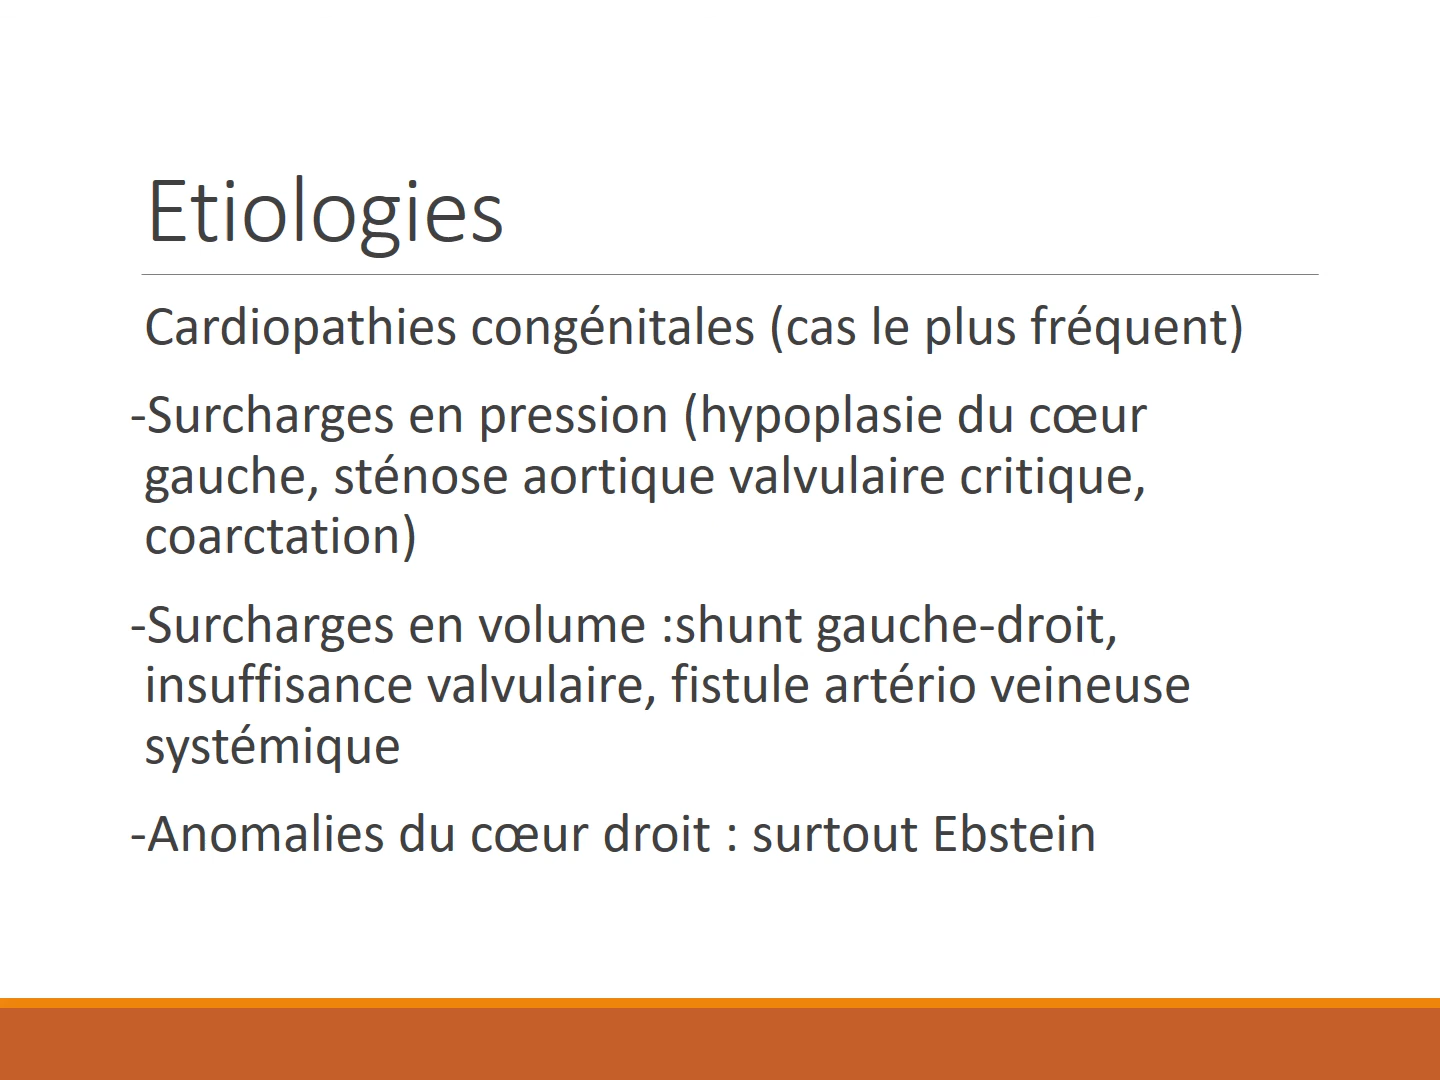 Etiologies
Cardiopathies congénitales (cas le plus fréquent)
-Surcharges en pression (hypoplasie du cœur
gauche, sténose aortique valvulaire critique,
coarctation)
-Surcharges en volume :shunt gauche-droit,
insuffisance valvulaire, fistule artério veineuse
systémique
-Anomalies du cœur droit : surtout Ebstein